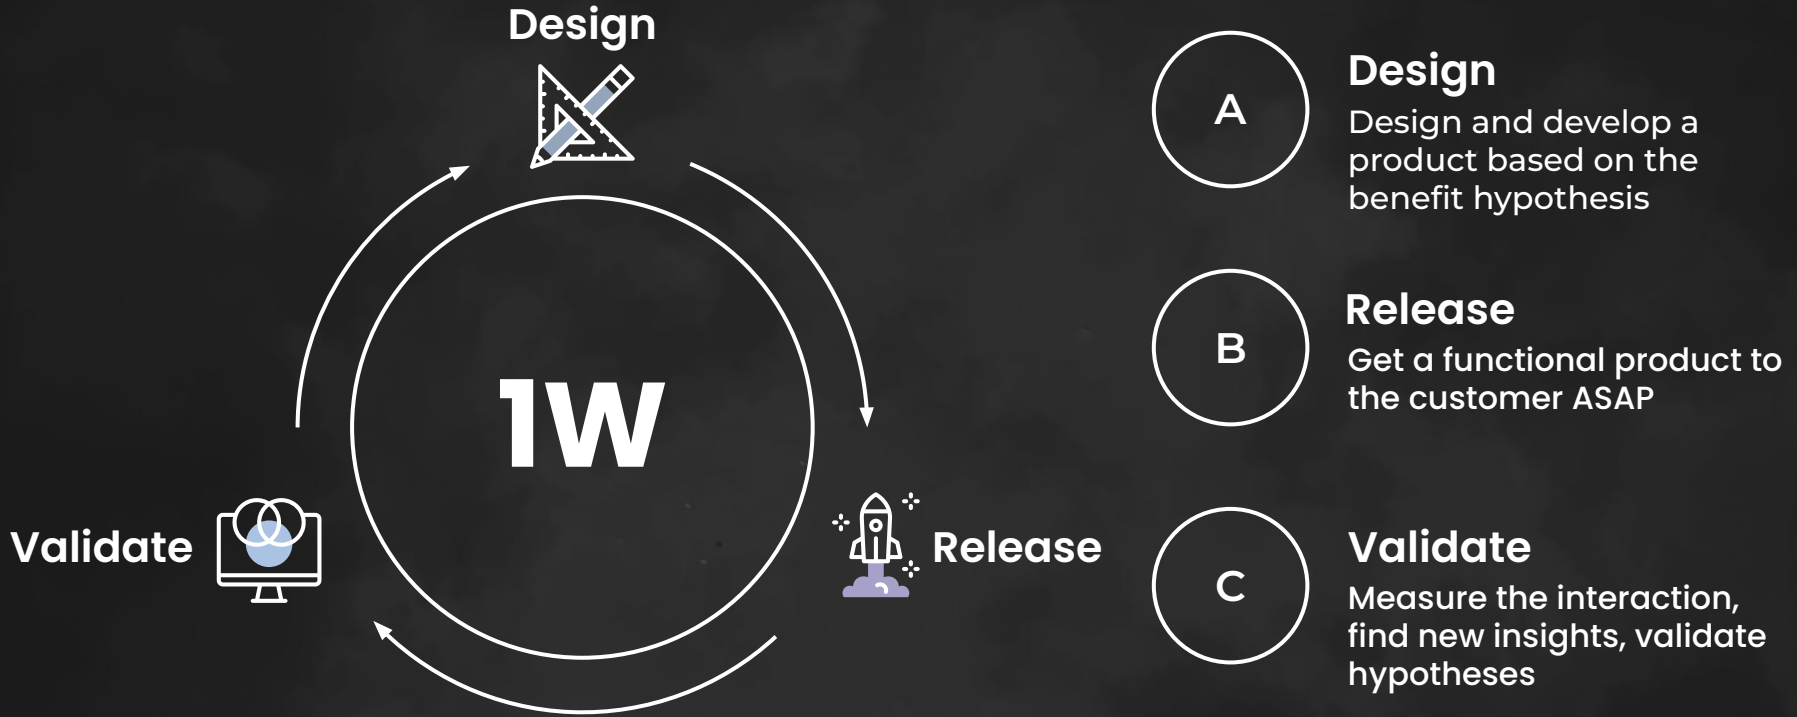 Design
1W
Validate
Release
A
Design
Design and develop a
product based on the
benefit hypothesis
B
Release
Get a functional product to
the customer ASAP
C
Validate
Measure the interaction,
find new insights, validate
hypotheses